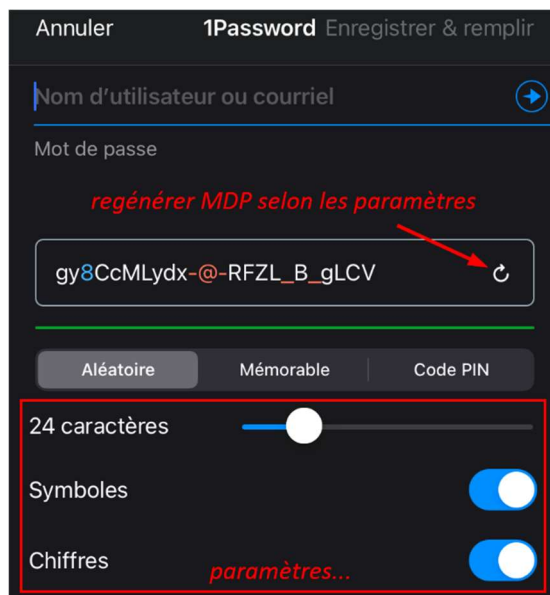 Annuler 1Password Enregistrer & remplir
Nom d’utilisateur ou courriel
Mot de passe
regénérer MDP selon les paramètres
gy8CcMLydx-@-RFZL_B_gLCV
Aléatoire Mémorable Code PIN
24 caractères
Symboles
Chiffres
paramètres...